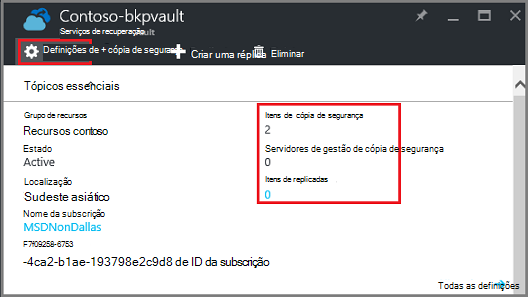 Contoso-bkpvault
Serviços de recuperação
vault
Definições de + cópia de segurança
Criar uma réplica
Eliminar
Tópicos essenciais
Grupo de recursos
Recursos contoso
Estado
Active
Localização
Sudeste asiático
Nome da subscrição
MSDNonDallas
F7f09258-6753
-4ca2-b1ae-193798e2c9d8 de ID da subscrição
Itens de cópia de segurança
2
Servidores de gestão de cópia de segurança
0
Itens de replicadas
0
Todas as definições